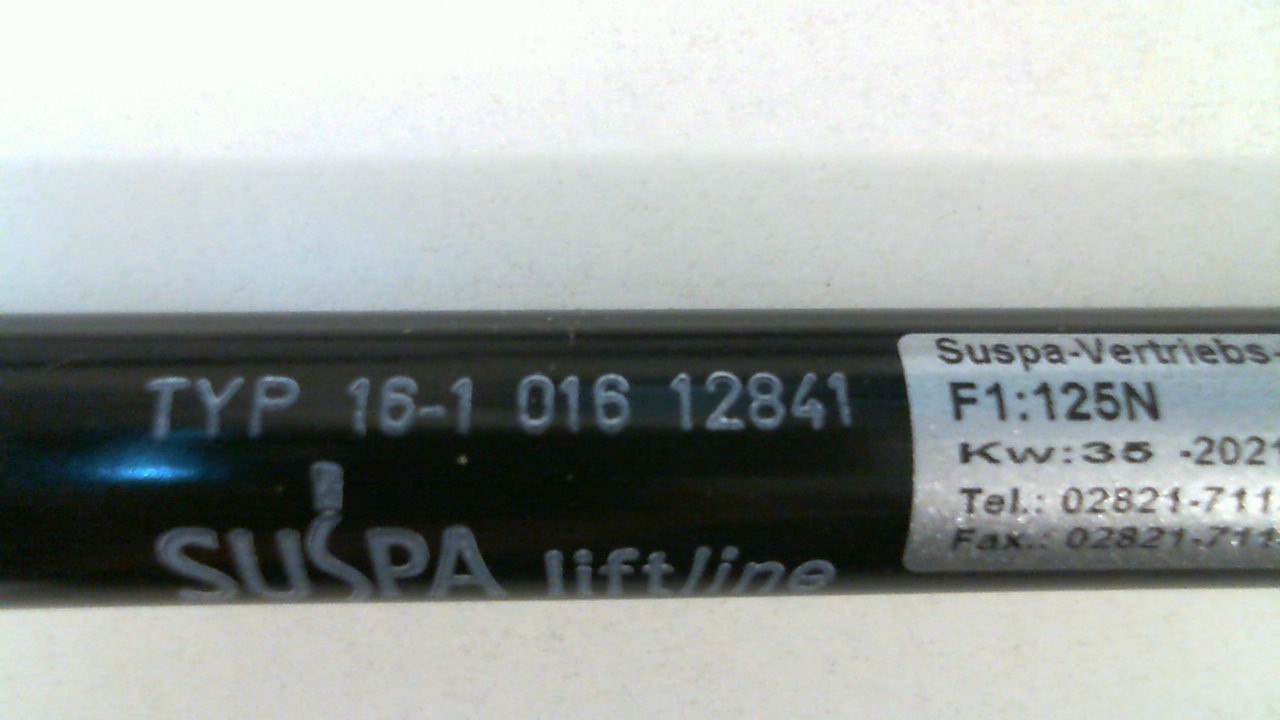 TYP 16-1 016 12841
SUSPA liftline
Suspa-Vertriebs-
F1:125N
Kw:35 -2021
Tel.: 02821-711
Fax.: 02821-711